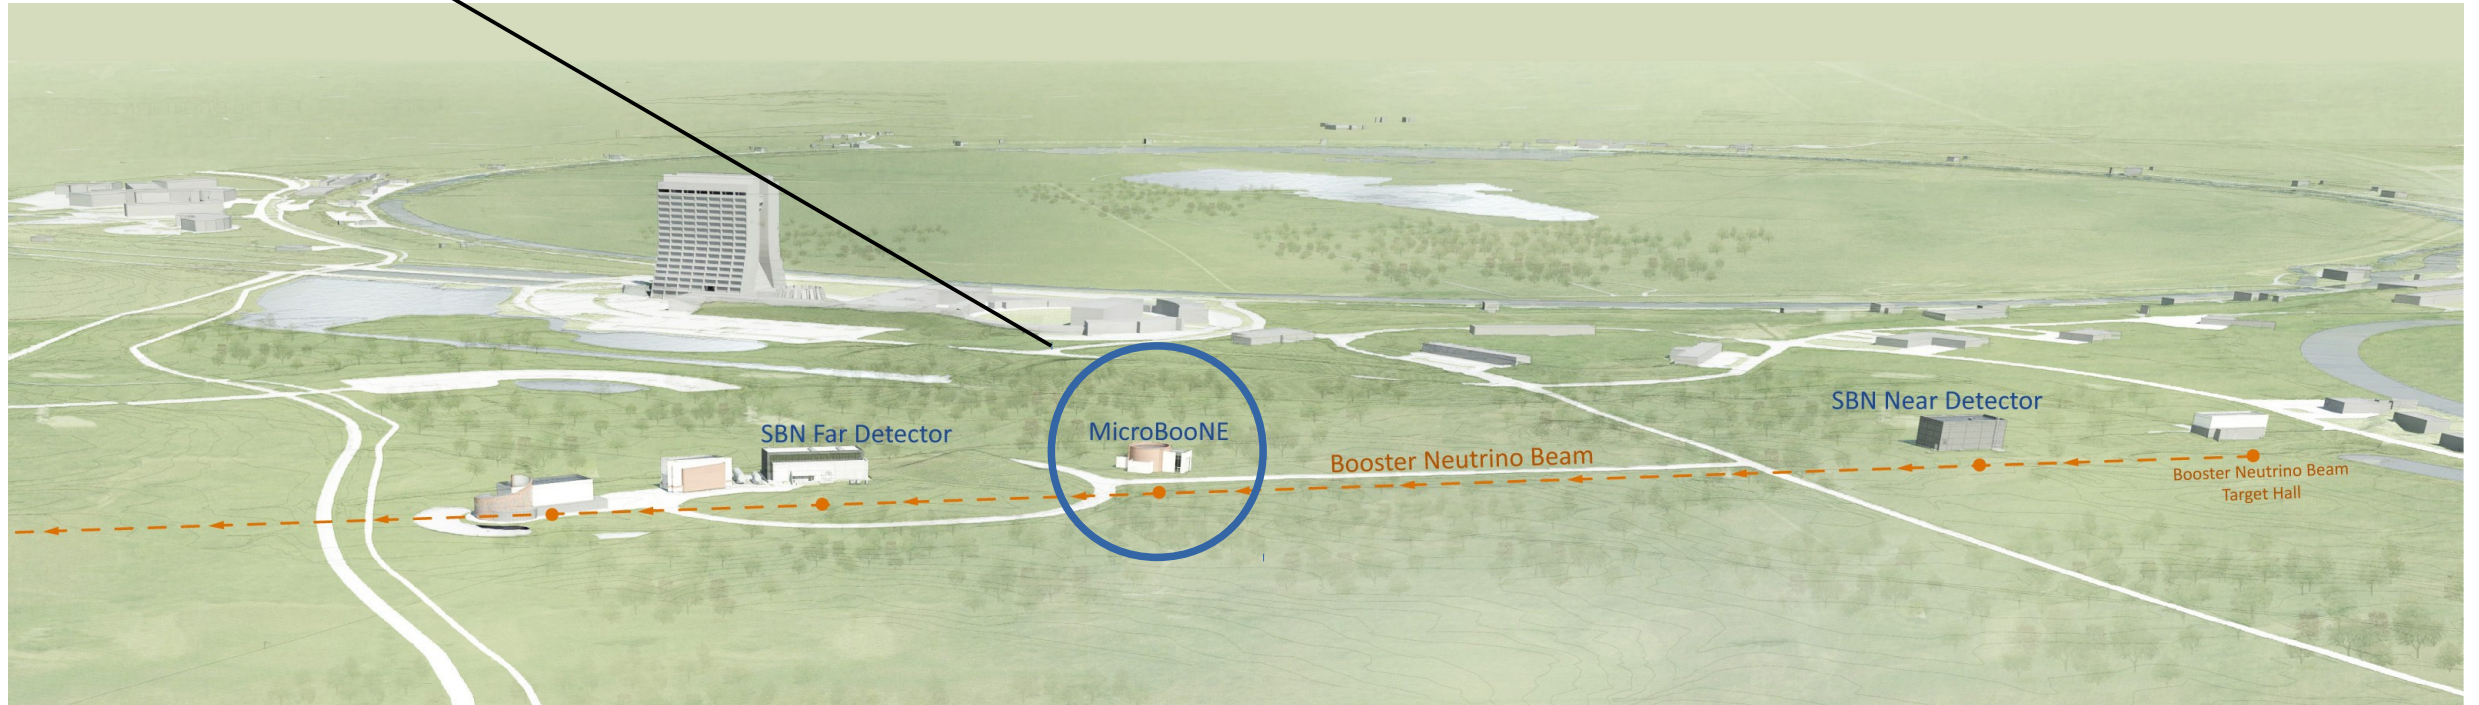 SBN Far Detector
MicroBooNE
Booster Neutrino Beam
SBN Near Detector
Booster Neutrino Beam
Target Hall